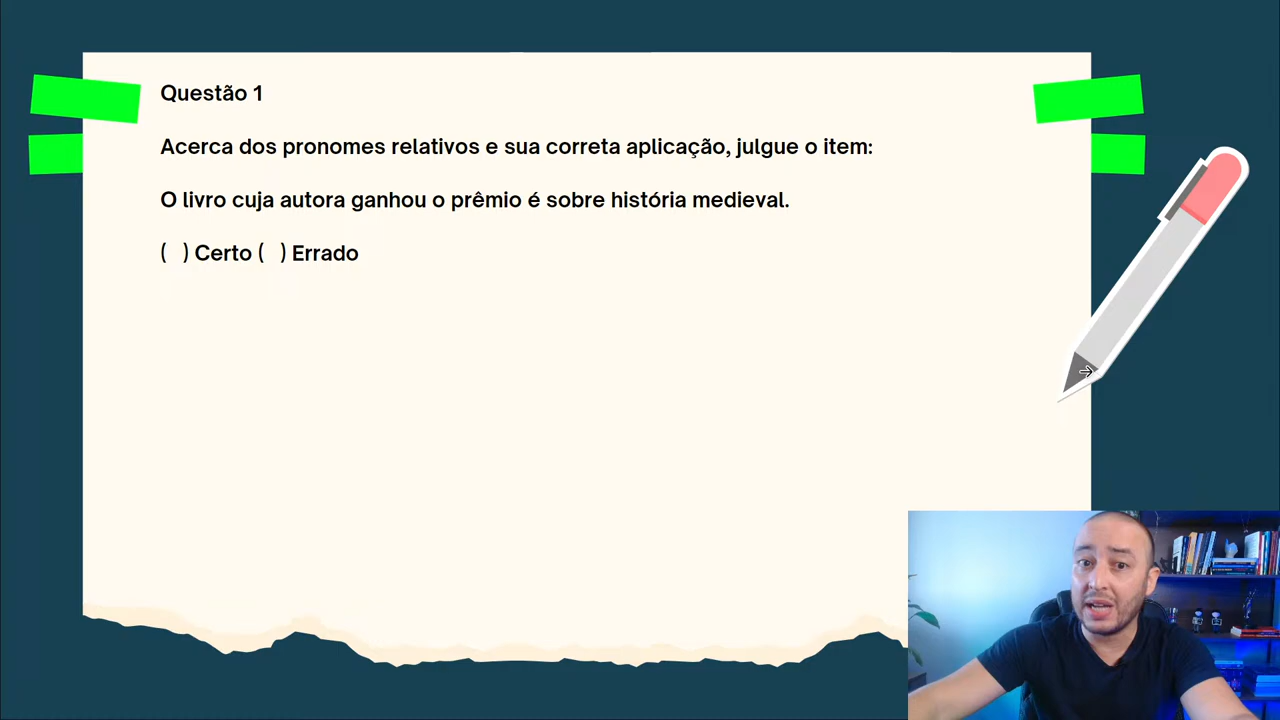 Questão 1
Acerca dos pronomes relativos e sua correta aplicação, julgue o item:
O livro cuja autora ganhou o prêmio é sobre história medieval.
( ) Certo ( ) Errado